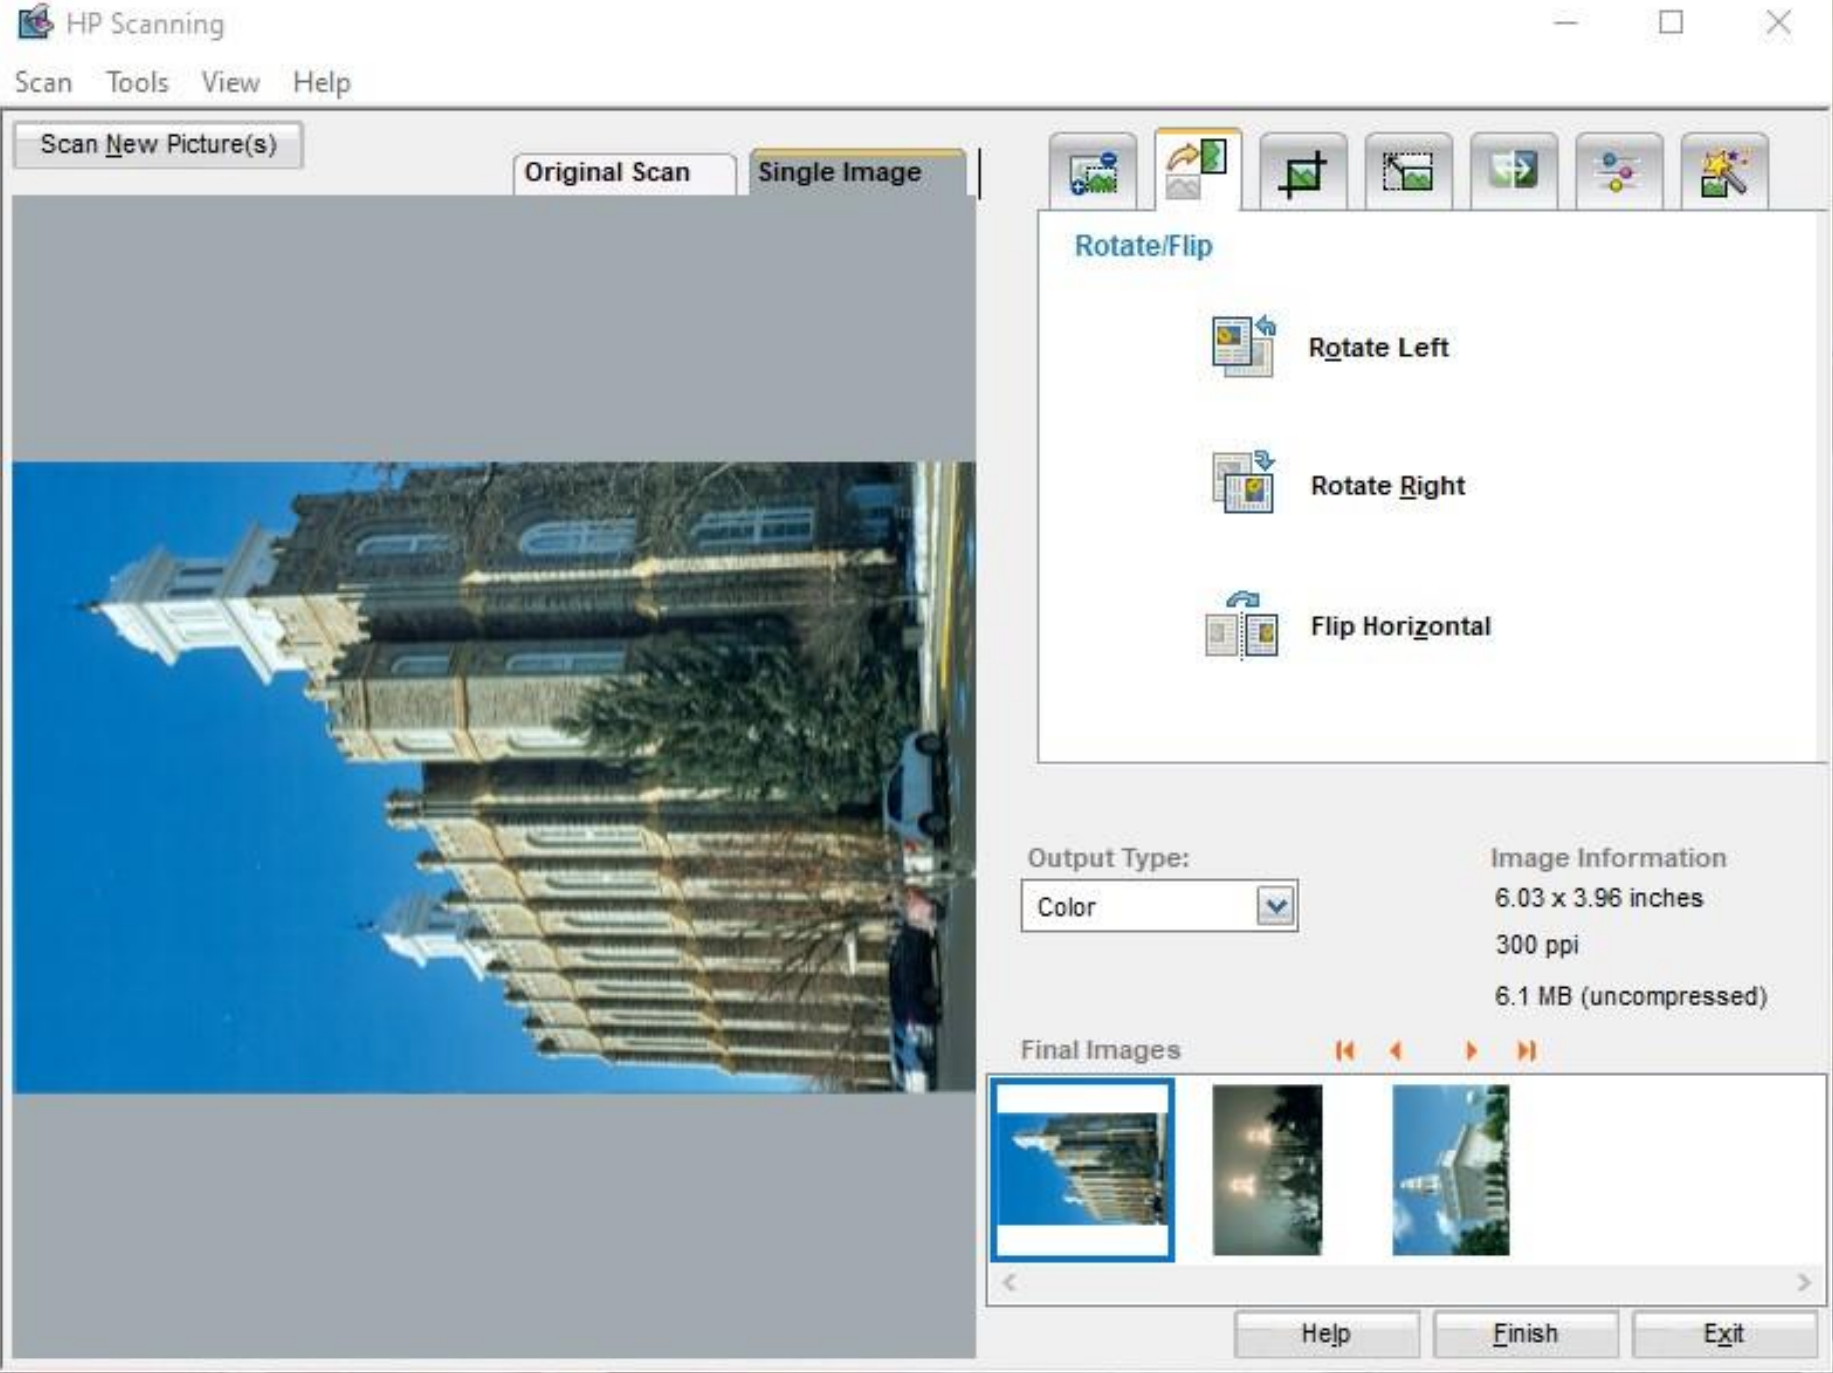 HP Scanning
Scan Tools View Help
Scan New Picture(s)
Original Scan Single Image
Rotate/Flip
Rotate Left
Rotate Right
Flip Horizontal
Output Type:
Color
Image Information
6.03 x 3.96 inches
300 ppi
6.1 MB (uncompressed)
Final Images
Help Finish Exit